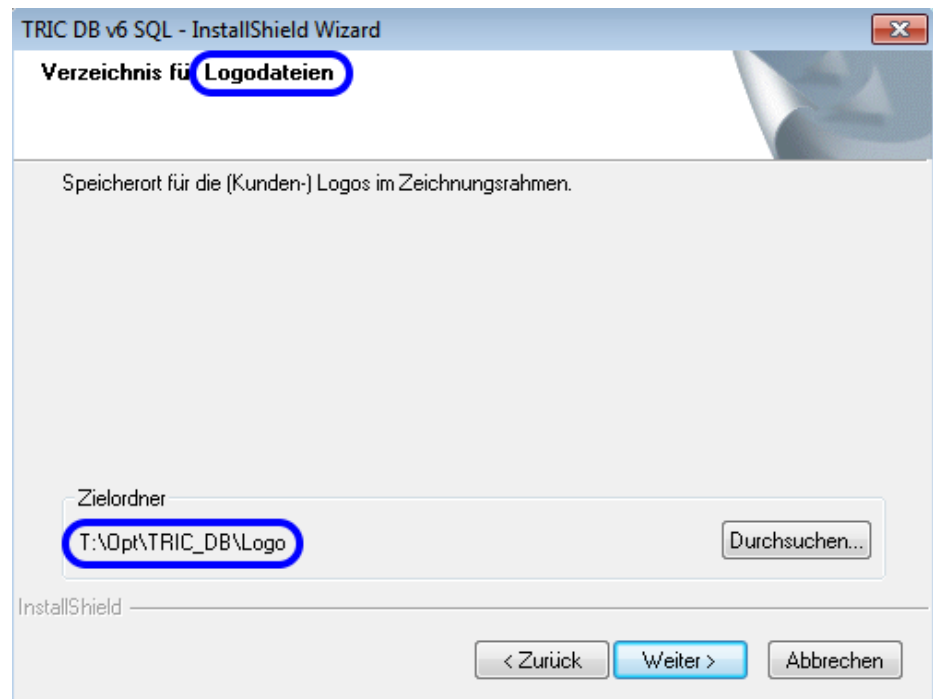 TRIC DB v6 SQL - InstallShield Wizard
Verzeichnis fü Logodateien
Speicherort für die (Kunden-) Logos im Zeichnungsrahmen.
Zielordner
T:\Opt\TRIC_DB\Logo
Durchsuchen...
InstallShield
< Zurück
Weiter >
Abbrechen